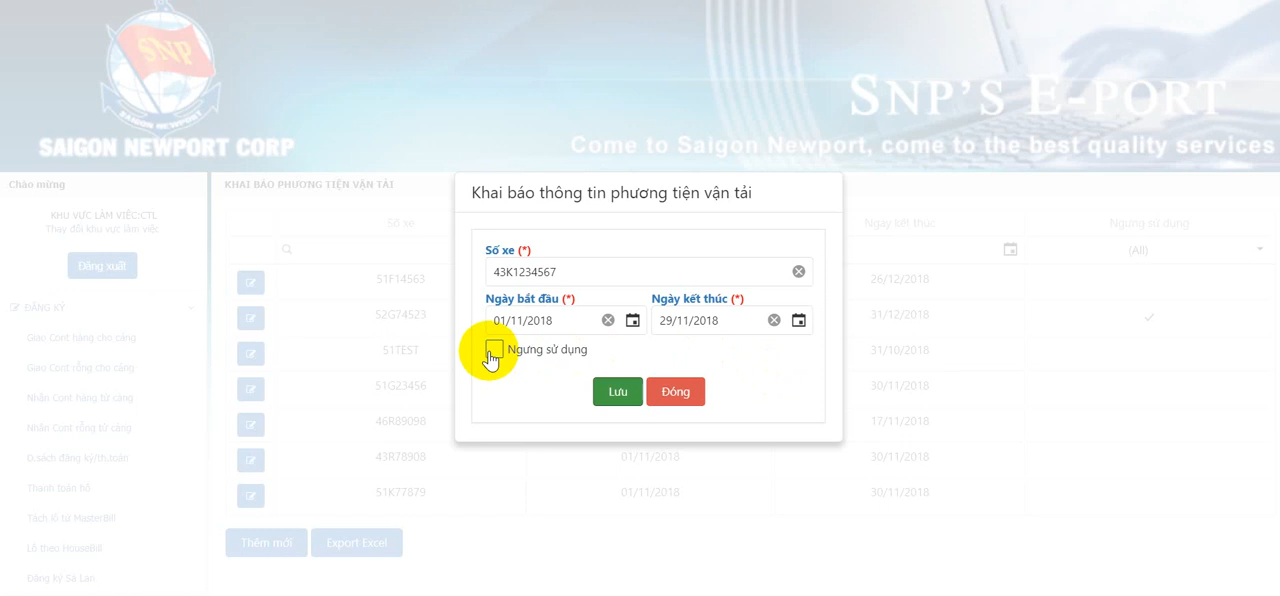 SNP
SAIGON NEWPORT
SAIGON NEWPORT CORP
SNP'S E-PORT
Come to Saigon Newport, come to the best quality services
Chào mừng
KHU VỰC LÀM VIỆC:CTL
Thay đổi khu vực làm việc
Đăng xuất
ĐĂNG KÝ
Giao Cont hàng cho cảng
Giao Cont rỗng cho cảng
Nhận Cont hàng từ cảng
Nhận Cont rỗng từ cảng
D.sách đăng ký/th.toán
Thanh toán hộ
Tách lô từ MasterBill
Lô theo HouseBill
Đăng ký Sà Lan
KHAI BÁO PHƯƠNG TIỆN VẬN TẢI
Số xe Ngày kết thúc Ngưng sử dụng
(All)
51F14563 26/12/2018
52G74523 31/12/2018
51TEST 31/10/2018
51G23456 30/11/2018
46R89098 17/11/2018
43R78908 01/11/2018 30/11/2018
51K77879 01/11/2018 30/11/2018
Thêm mới Export Excel
Khai báo thông tin phương tiện vận tải
Số xe (*)
43K1234567
Ngày bắt đầu (*) Ngày kết thúc (*)
01/11/2018 29/11/2018
Ngưng sử dụng
Lưu Đóng